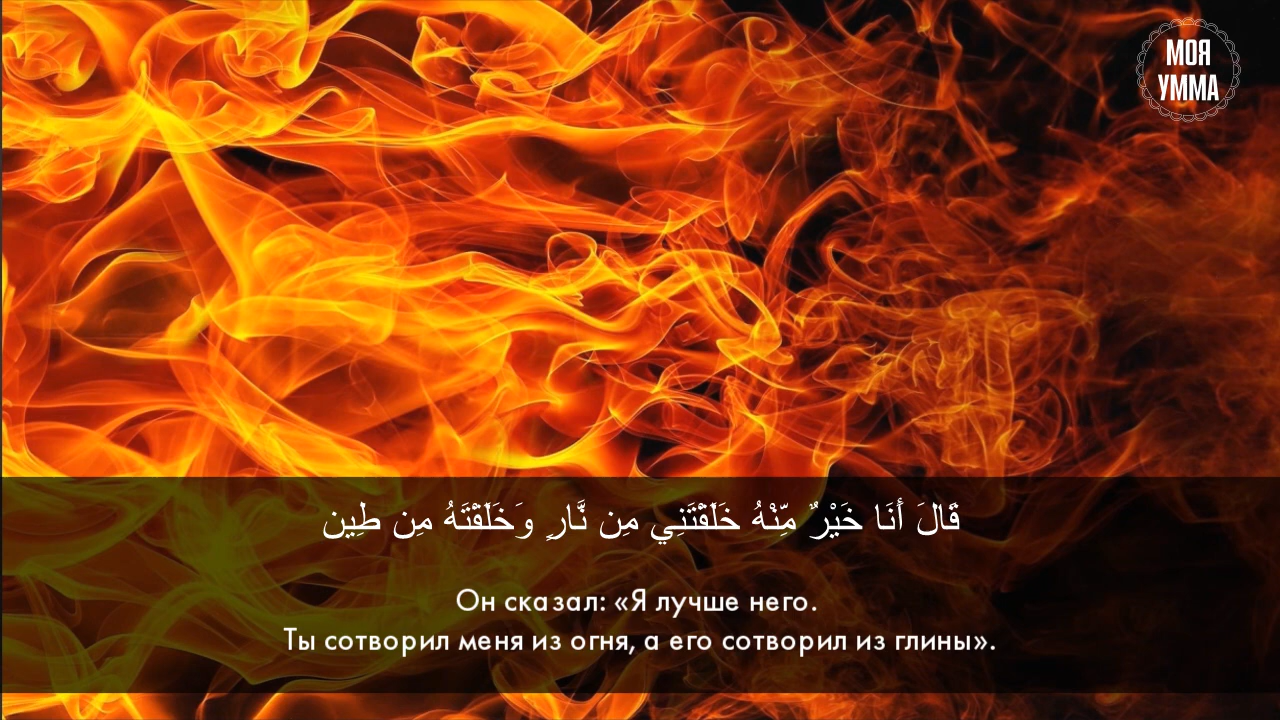 МОЯ
УММА
قَالَ أَنَا خَيْرٌ مِّنْهُ خَلَقْتَنِي مِن نَّارٍ وَخَلَقْتَهُ مِن طِين
Он сказал: «Я лучше него.
Ты сотворил меня из огня, а его сотворил из глины».